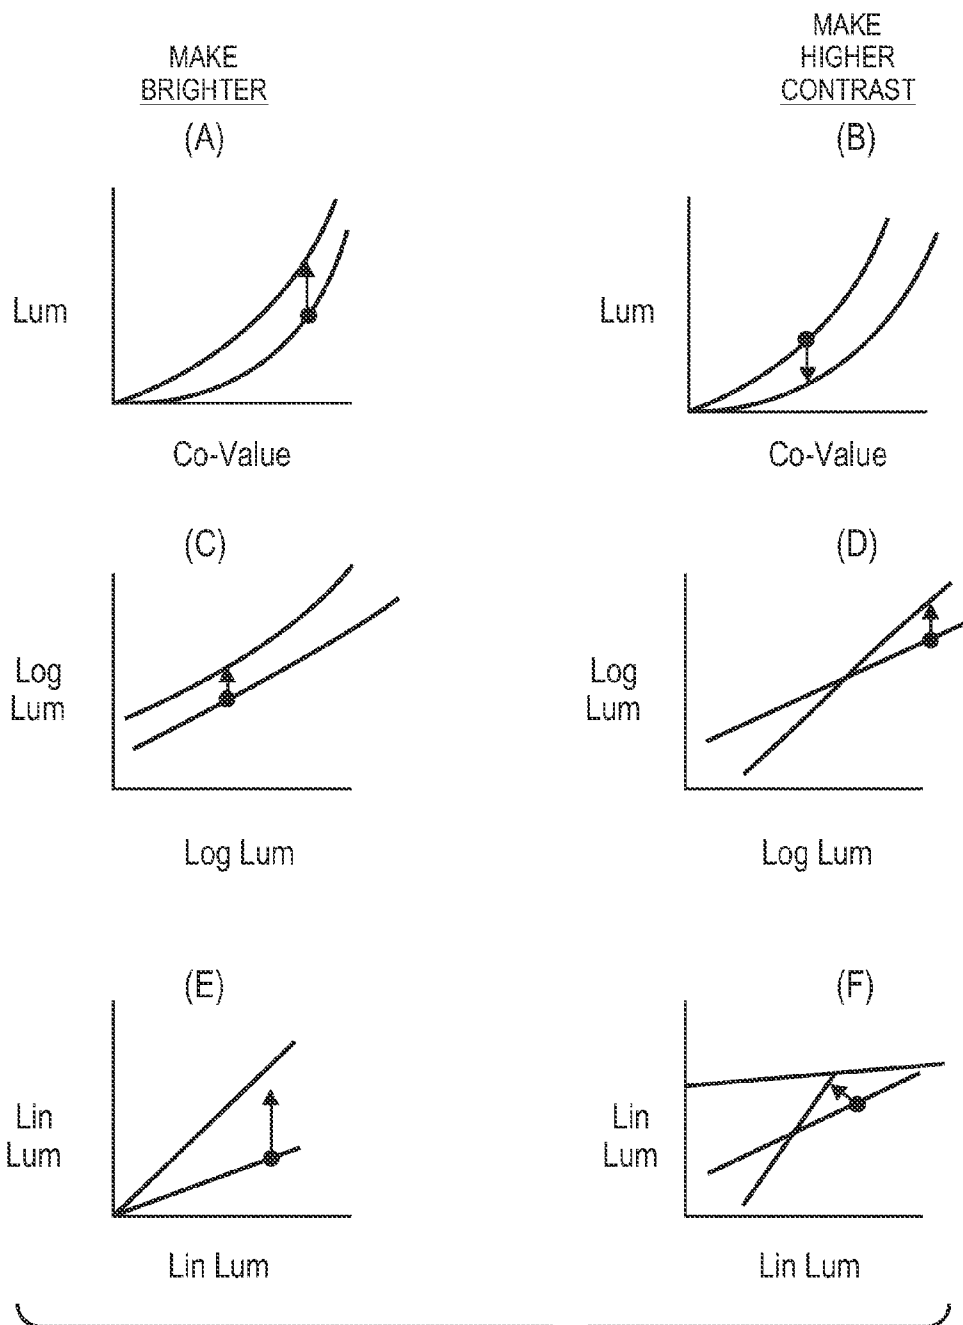 MAKE
BRIGHTER
(A)
MAKE
HIGHER
CONTRAST
(B)
Lum
Co-Value
Lum
Co-Value
(C)
Log
Lum
Log Lum
(D)
Log
Lum
Log Lum
(E)
Lin
Lum
Lin Lum
(F)
Lin
Lum
Lin Lum